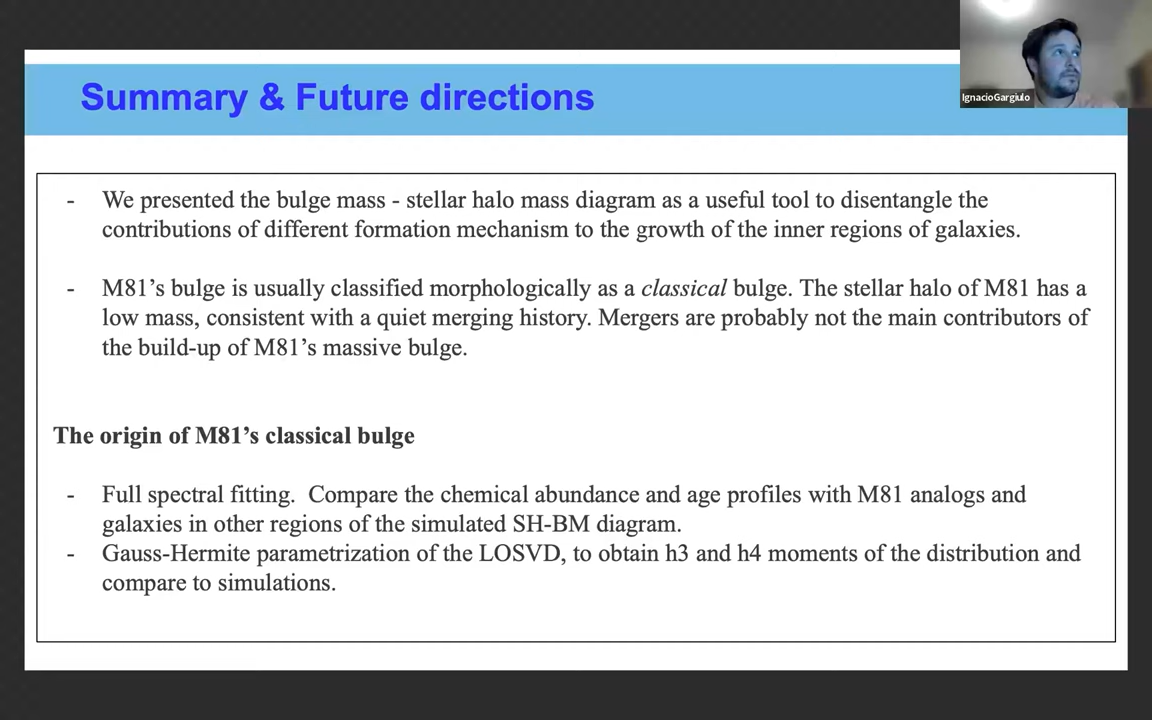 Summary & Future directions
IgnacioGargiulo
- We presented the bulge mass - stellar halo mass diagram as a useful tool to disentangle the
contributions of different formation mechanism to the growth of the inner regions of galaxies.
- M81's bulge is usually classified morphologically as a classical bulge. The stellar halo of M81 has a
low mass, consistent with a quiet merging history. Mergers are probably not the main contributors of
the build-up of M81's massive bulge.
The origin of M81's classical bulge
- Full spectral fitting. Compare the chemical abundance and age profiles with M81 analogs and
galaxies in other regions of the simulated SH-BM diagram.
- Gauss-Hermite parametrization of the LOSVD, to obtain h3 and h4 moments of the distribution and
compare to simulations.